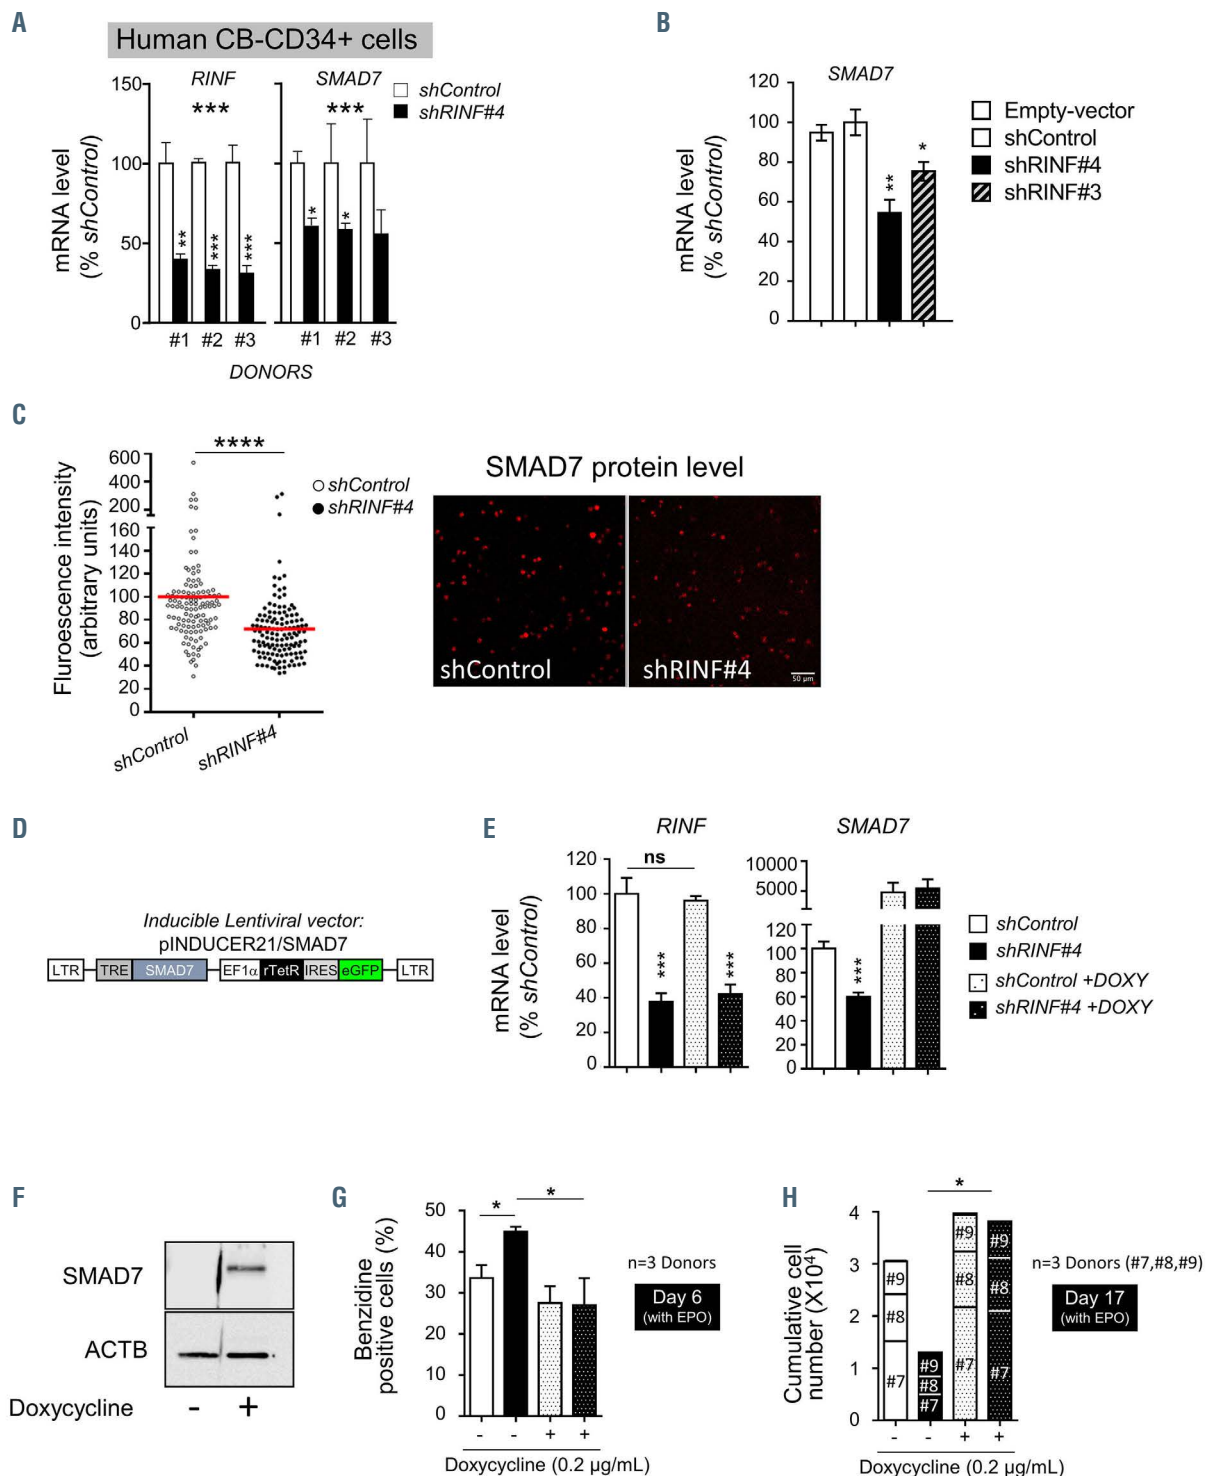 A
Human CB-CD34+ cells
RINF
SMAD7
***
***
shControl
shRINF#4
mRNA level
(% shControl)
150
100
50
0
**
***
***
*
*
#1 #2 #3
#1 #2 #3
DONORS
B
SMAD7
mRNA level
(% shControl)
120
100
80
60
40
20
0
**
*
Empty-vector
shControl
shRINF#4
shRINF#3
C
Fluroescence intensity
(arbitrary units)
600
400
200
160
140
120
100
80
60
40
20
0
****
shControl
shRINF#4
shControl
shRINF#4
SMAD7 protein level
shControl
shRINF#4
50 µm
D
Inducible Lentiviral vector:
pINDUCER21/SMAD7
LTR TRE SMAD7 EF1α rTetR IRES eGFP LTR
E
RINF
SMAD7
mRNA level
(% shControl)
120
100
80
60
40
20
0
ns
***
***
10000
5000
120
100
80
60
40
20
0
***
shControl
shRINF#4
shControl +DOXY
shRINF#4 +DOXY
F
SMAD7
ACTB
Doxycycline - +
G
Benzidine
positive cells (%)
50
40
30
20
10
0
*
*
- - + +
Doxycycline (0.2 µg/mL)
n=3 Donors
Day 6
(with EPO)
H
Cumulative cell
number (X10⁴)
4
3
2
1
0
*
#9
#8
#7
#9
#8
#7
#9
#8
#7
#9
#8
#7
- - + +
Doxycycline (0.2 µg/mL)
n=3 Donors (#7,#8,#9)
Day 17
(with EPO)